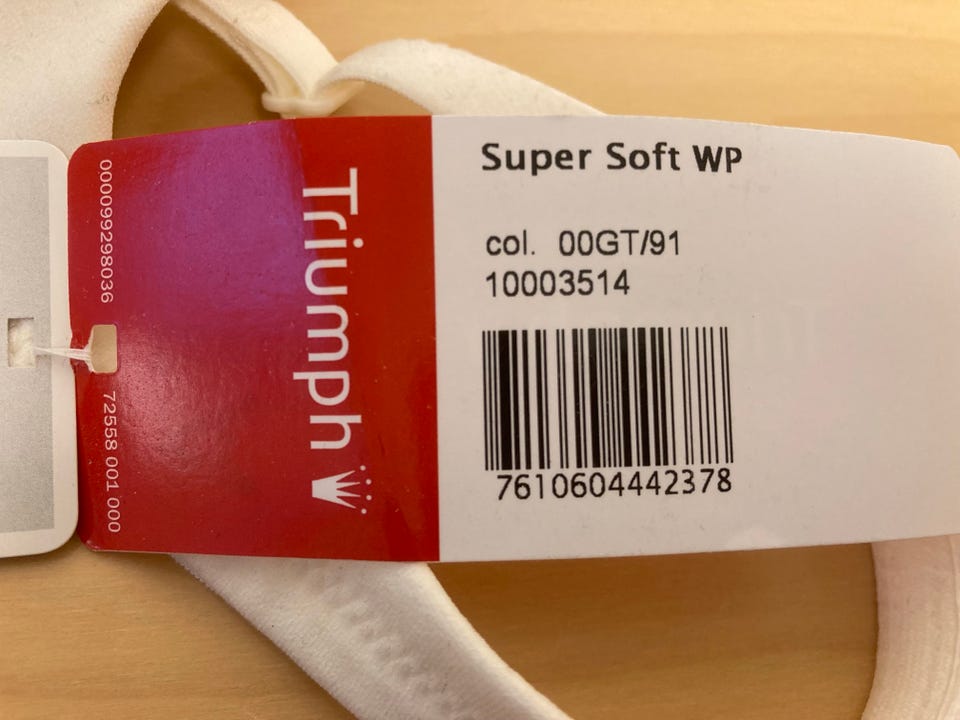 000099298036
72558 001 000
Triumph
Super Soft WP
col. 00GT/91
10003514
7610604442378